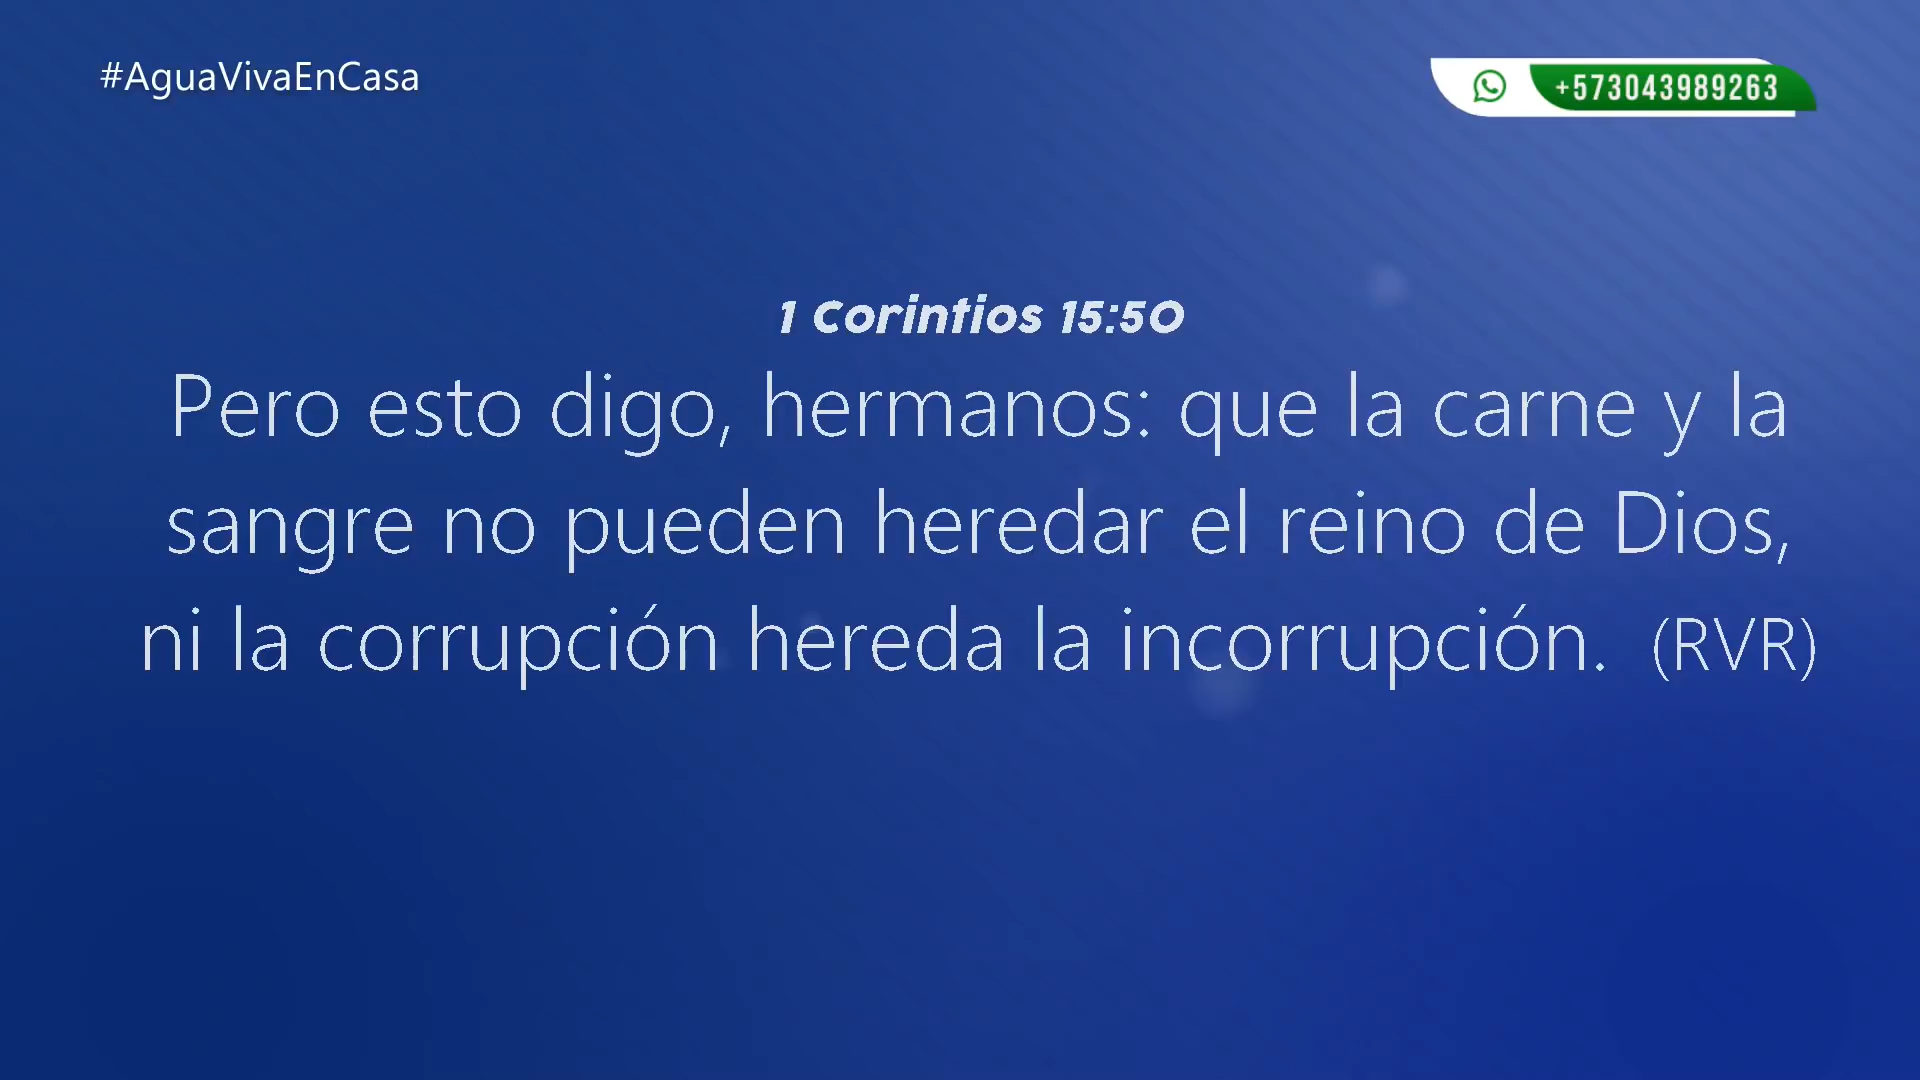 #AguaVivaEnCasa
+573043989263
1 Corintios 15:50
Pero esto digo, hermanos: que la carne y la
sangre no pueden heredar el reino de Dios,
ni la corrupción hereda la incorrupción. (RVR)